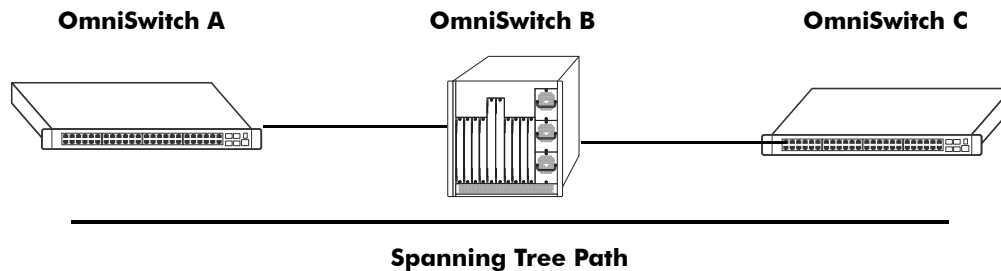 OmniSwitch A
OmniSwitch B
OmniSwitch C
Spanning Tree Path